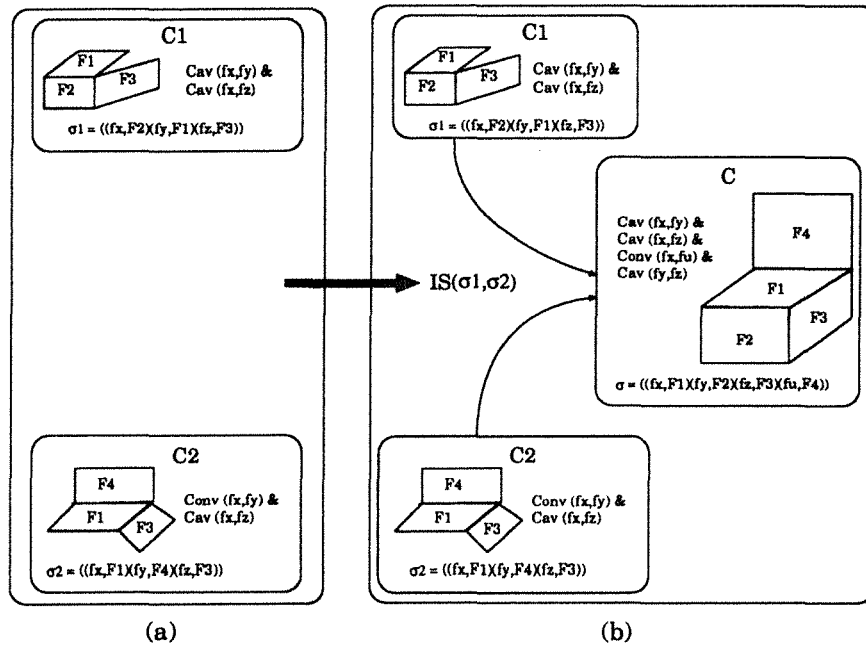 C1
F1
F2
F3
Cav (fx,fy) &
Cav (fx,fz)
σ1 = ((fx,F2)(fy,F1)(fz,F3))
C2
F4
F1
F3
Conv (fx,fy) &
Cav (fx,fz)
σ2 = ((fx,F1)(fy,F4)(fz,F3))
(a)
IS(σ1,σ2)
C1
F1
F2
F3
Cav (fx,fy) &
Cav (fx,fz)
σ1 = ((fx,F2)(fy,F1)(fz,F3))
C
Cav (fx,fy) &
Cav (fx,fz) &
Conv (fx,fu) &
Cav (fy,fz)
F4
F1
F2
F3
σ = ((fx,F1)(fy,F2)(fz,F3)(fu,F4))
C2
F4
F1
F3
Conv (fx,fy) &
Cav (fx,fz)
σ2 = ((fx,F1)(fy,F4)(fz,F3))
(b)